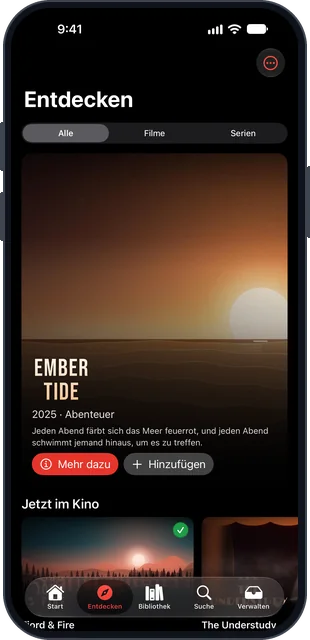 9:41
Entdecken
Alle Filme Serien
EMBER
TIDE
2025 · Abenteuer
Jeden Abend färbt sich das Meer feuerrot, und jeden Abend
schwimmt jemand hinaus, um es zu treffen.
Mehr dazu Hinzufügen
Jetzt im Kino
Start Entdecken Bibliothek Suche Verwalten
Fjord & Fire The Understudy